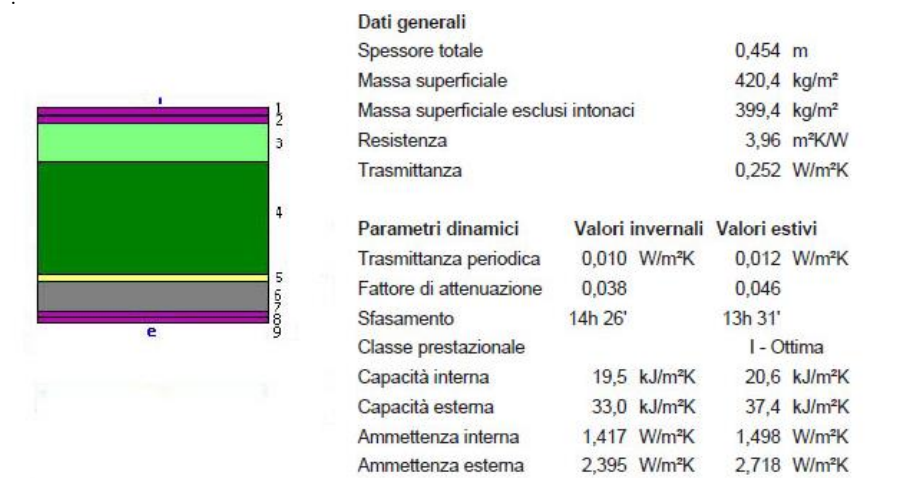 i
1
2
3
4
5
6
7
8
9
e
Dati generali
Spessore totale 0,454 m
Massa superficiale 420,4 kg/m²
Massa superficiale esclusi intonaci 399,4 kg/m²
Resistenza 3,96 m²K/W
Trasmittanza 0,252 W/m²K
Parametri dinamici Valori invernali Valori estivi
Trasmittanza periodica 0,010 W/m²K 0,012 W/m²K
Fattore di attenuazione 0,038 0,046
Sfasamento 14h 26' 13h 31'
Classe prestazionale I - Ottima
Capacità interna 19,5 kJ/m²K 20,6 kJ/m²K
Capacità esterna 33,0 kJ/m²K 37,4 kJ/m²K
Ammettenza interna 1,417 W/m²K 1,498 W/m²K
Ammettenza esterna 2,395 W/m²K 2,718 W/m²K